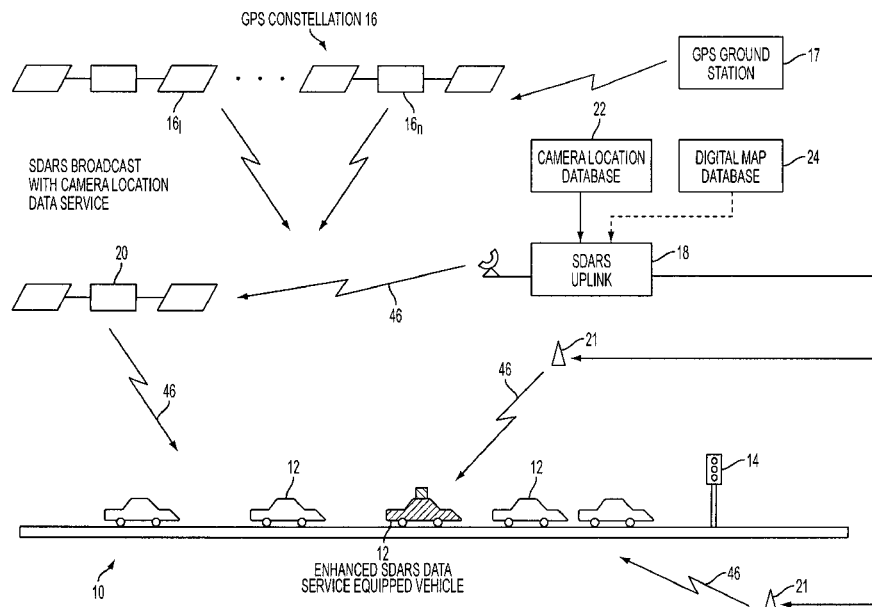 GPS CONSTELLATION 16
GPS GROUND
STATION
17
16l
16n
22
SDARS BROADCAST
WITH CAMERA LOCATION
DATA SERVICE
CAMERA LOCATION
DATABASE
DIGITAL MAP
DATABASE
24
20
SDARS
UPLINK
18
46
21
46
46
12
12
14
12
ENHANCED SDARS DATA
SERVICE EQUIPPED VEHICLE
10
46
21